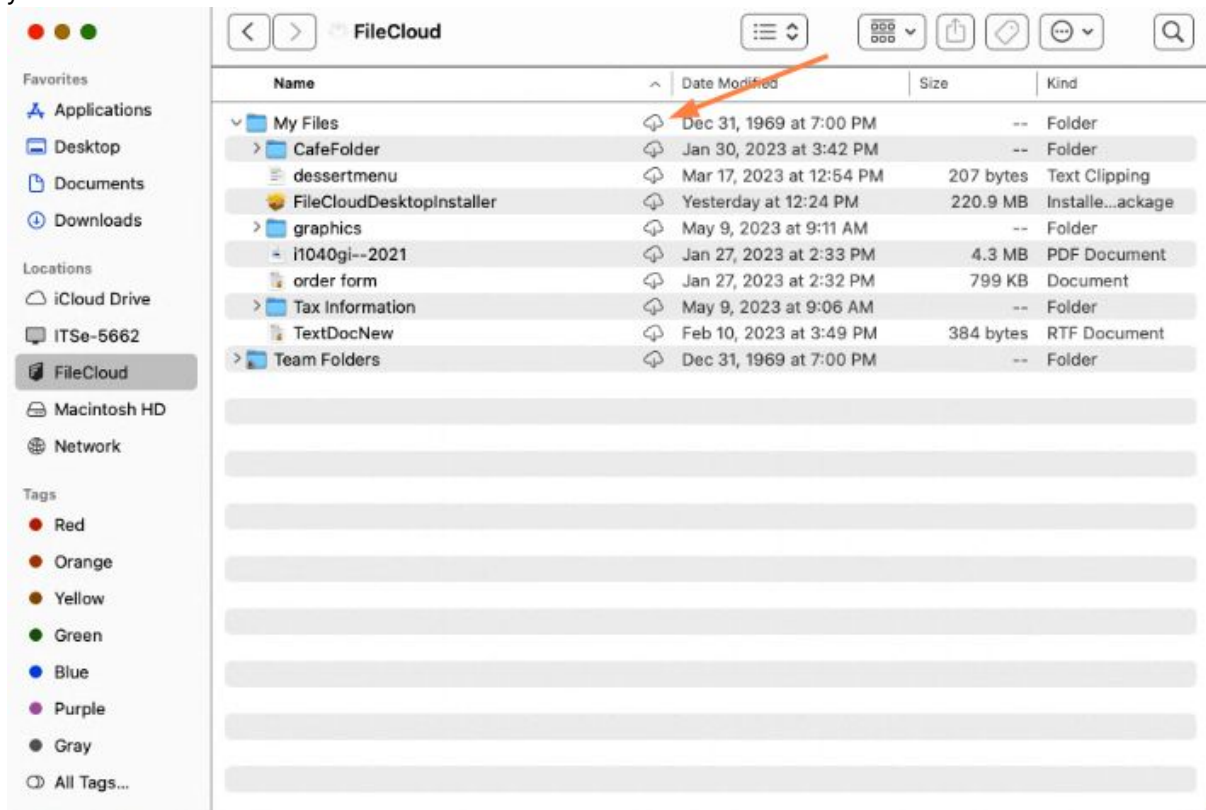 y
FileCloud
Favorites
Applications
Desktop
Documents
Downloads
Locations
iCloud Drive
ITSe-5662
FileCloud
Macintosh HD
Network
Tags
Red
Orange
Yellow
Green
Blue
Purple
Gray
All Tags...
Name Date Modified Size Kind
My Files Dec 31, 1969 at 7:00 PM -- Folder
CafeFolder Jan 30, 2023 at 3:42 PM -- Folder
dessertmenu Mar 17, 2023 at 12:54 PM 207 bytes Text Clipping
FileCloudDesktopInstaller Yesterday at 12:24 PM 220.9 MB Installe...ackage
graphics May 9, 2023 at 9:11 AM -- Folder
i1040gi--2021 Jan 27, 2023 at 2:33 PM 4.3 MB PDF Document
order form Jan 27, 2023 at 2:32 PM 799 KB Document
Tax Information May 9, 2023 at 9:06 AM -- Folder
TextDocNew Feb 10, 2023 at 3:49 PM 384 bytes RTF Document
Team Folders Dec 31, 1969 at 7:00 PM -- Folder